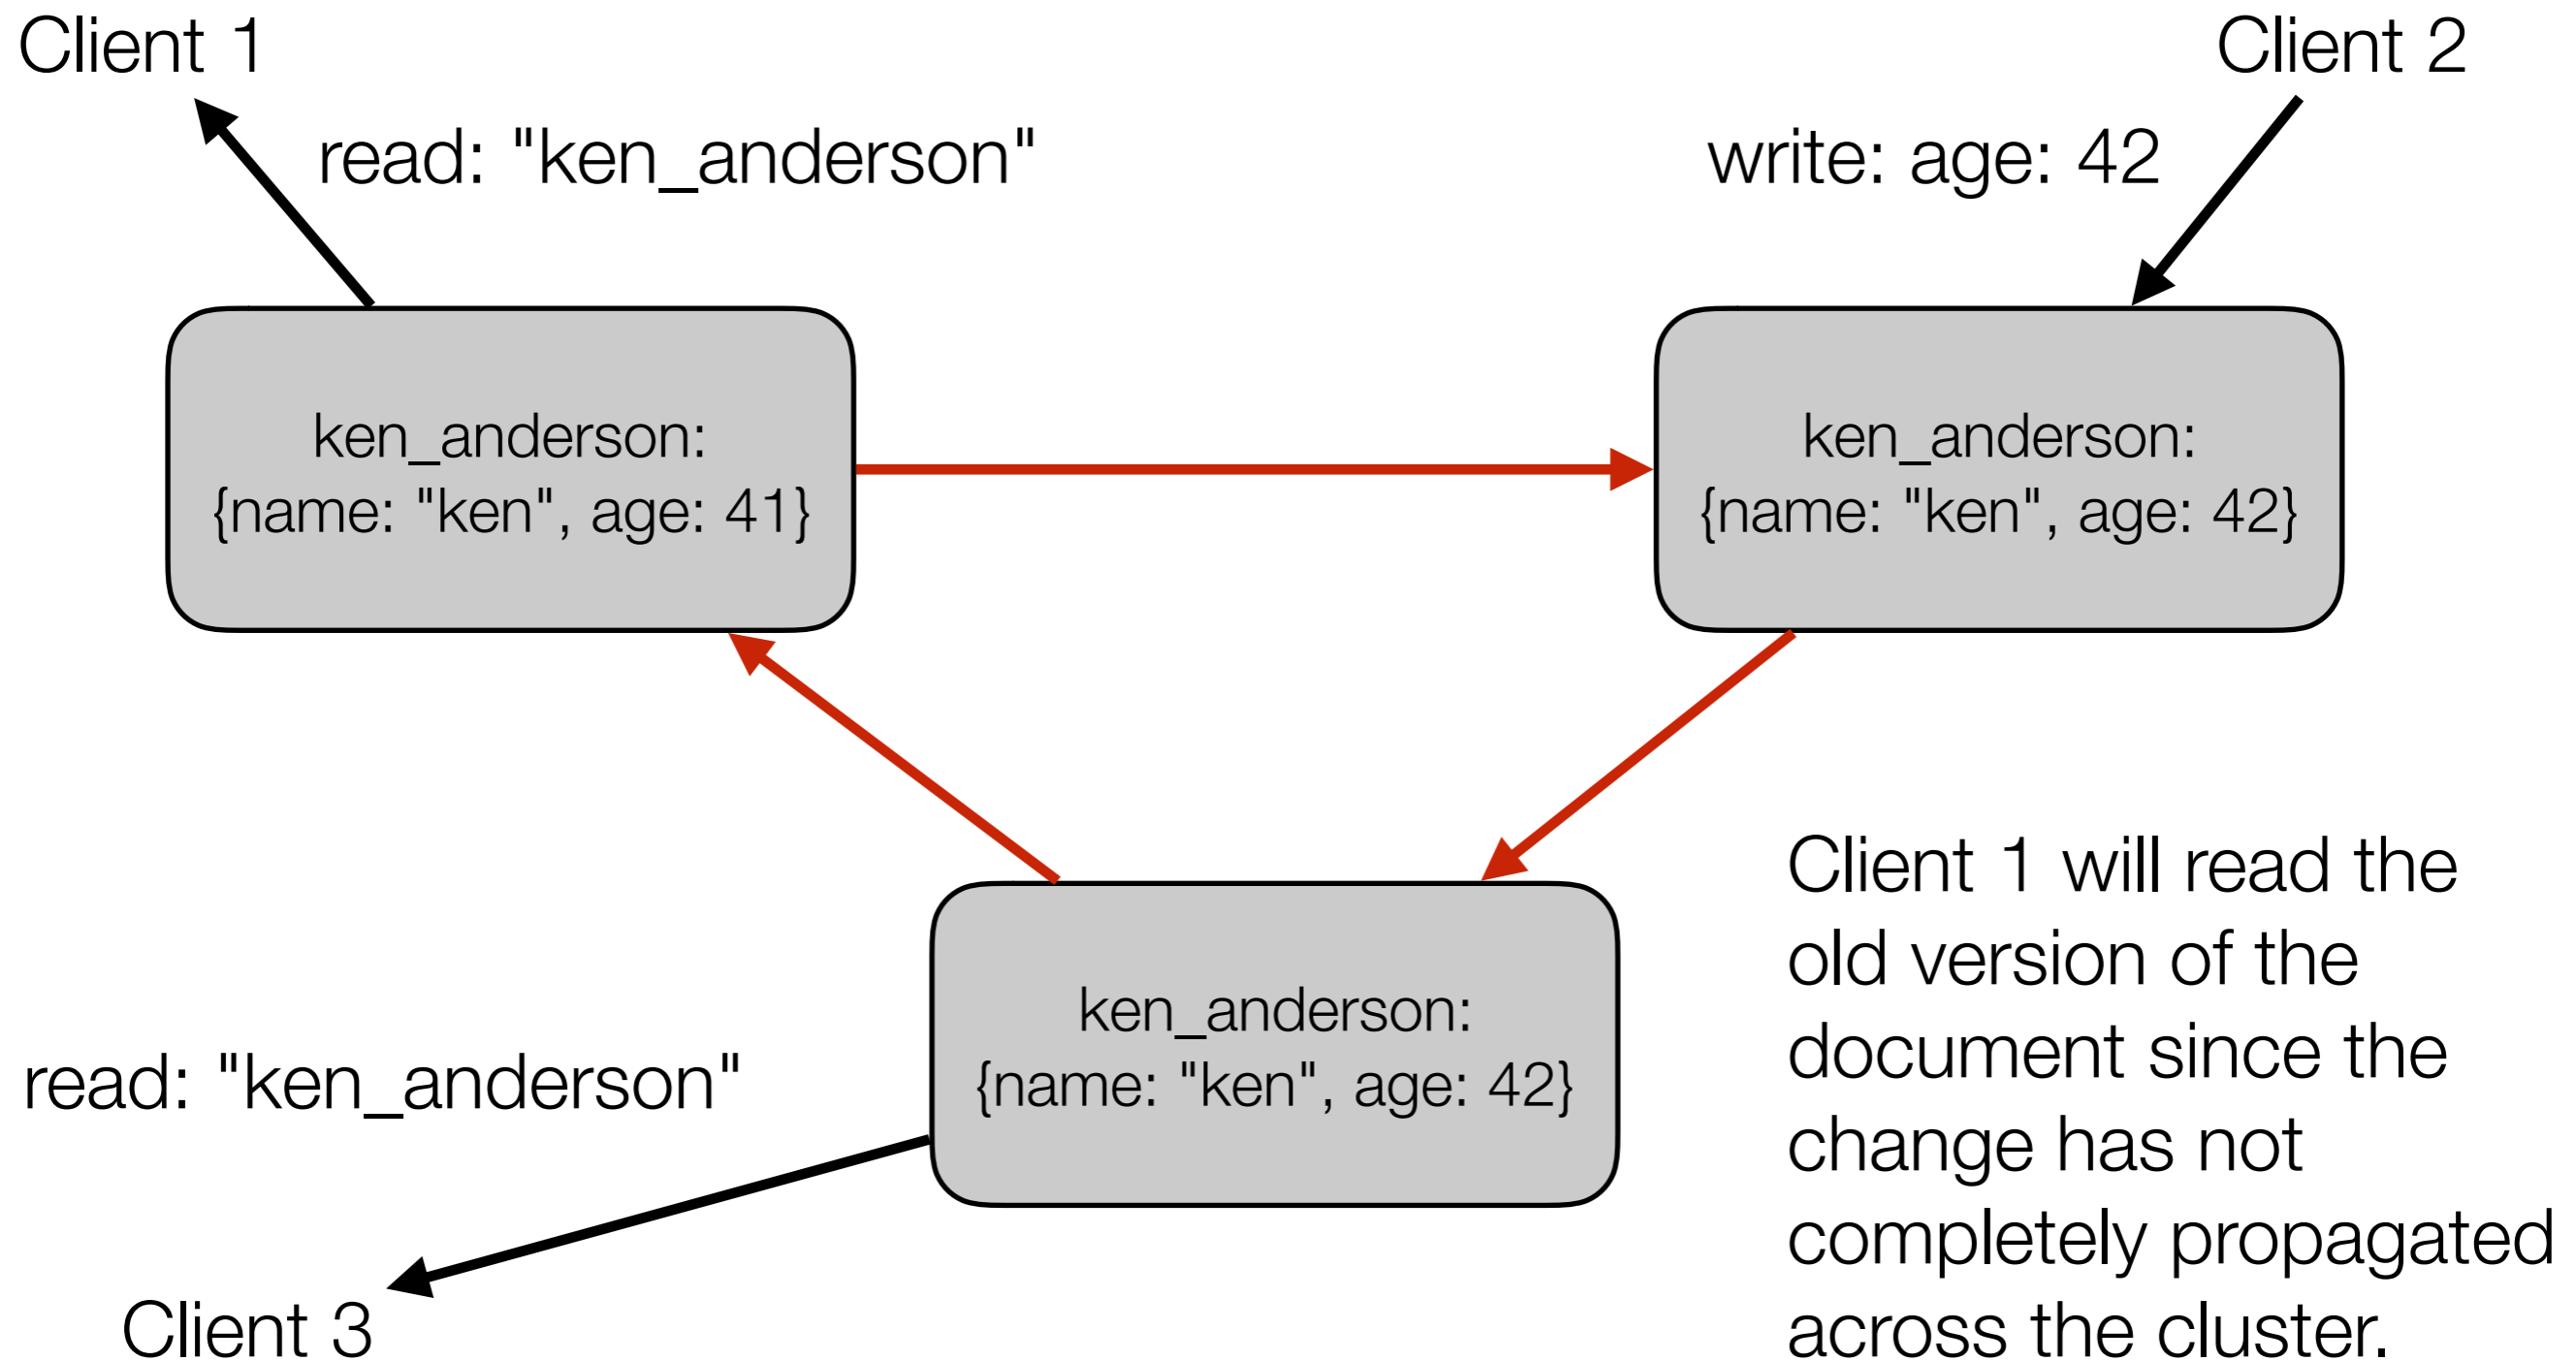 Client 1
Client 2
read: "ken_anderson"
write: age: 42
ken_anderson:
{name: "ken", age: 41}
ken_anderson:
{name: "ken", age: 42}
ken_anderson:
{name: "ken", age: 42}
read: "ken_anderson"
Client 3
Client 1 will read the
old version of the
document since the
change has not
completely propagated
across the cluster.